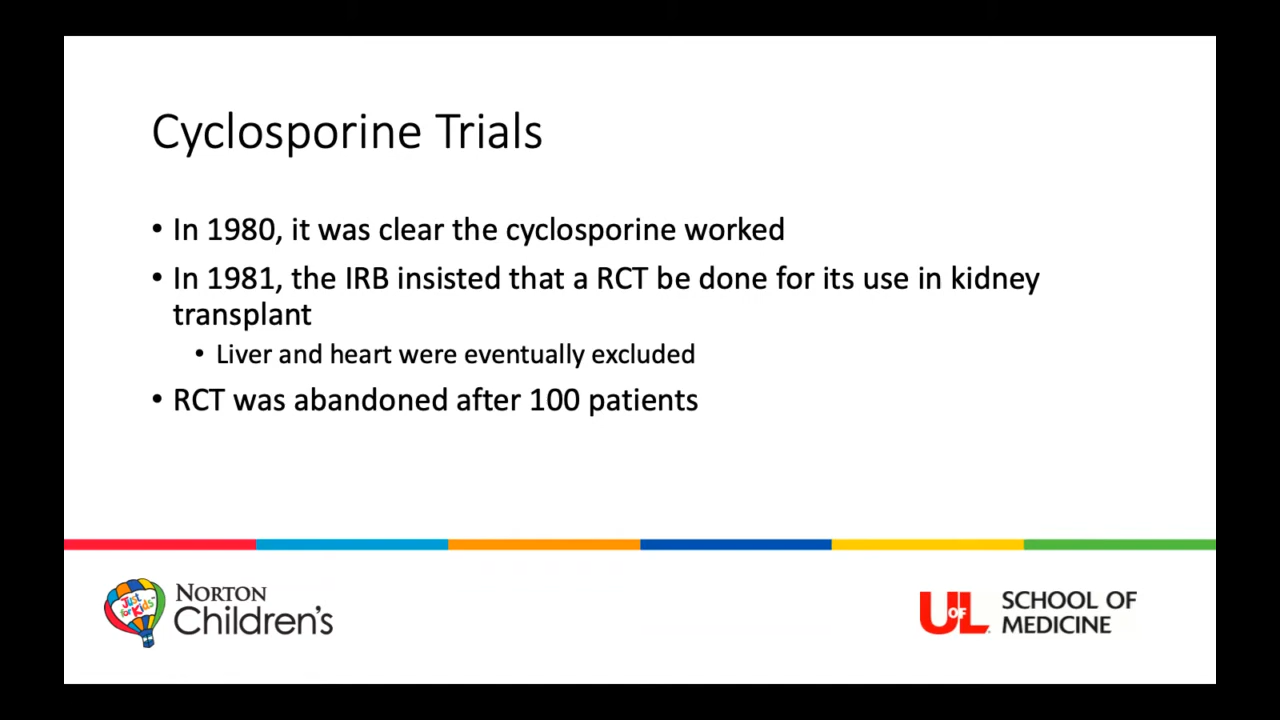 Cyclosporine Trials
• In 1980, it was clear the cyclosporine worked
• In 1981, the IRB insisted that a RCT be done for its use in kidney
transplant
• Liver and heart were eventually excluded
• RCT was abandoned after 100 patients
Just
for Kids
NORTON
Children's
UOFL
SCHOOL OF
MEDICINE